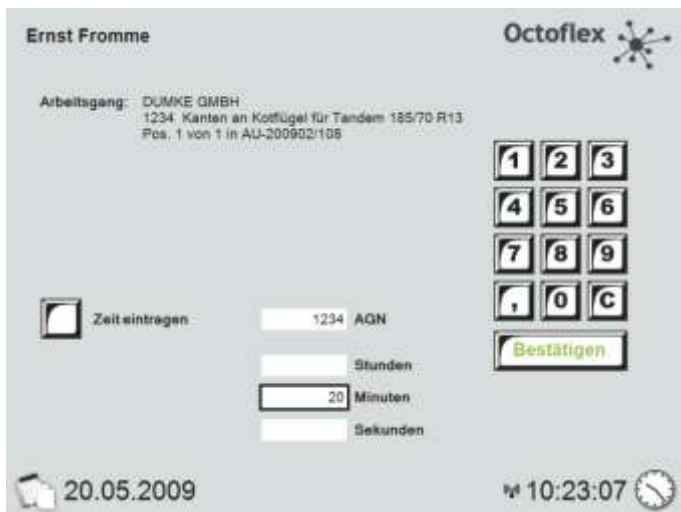 Ernst Fromme
Octoflex
Arbeitsgang: DUMKE GMBH
1234 Kanten an Kotflügel für Tandem 185/70 R13
Pos. 1 von 1 in AU-200902/108
1 2 3
4 5 6
7 8 9
, 0 C
Bestätigen
Zeit eintragen 1234 AGN
Stunden
20 Minuten
Sekunden
20.05.2009
10:23:07